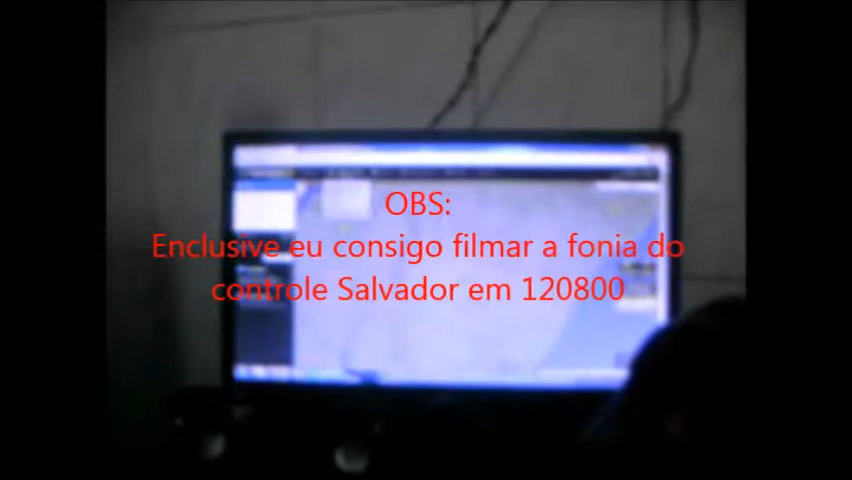 OBS:
Enclusive eu consigo filmar a fonia do
controle Salvador em 120800